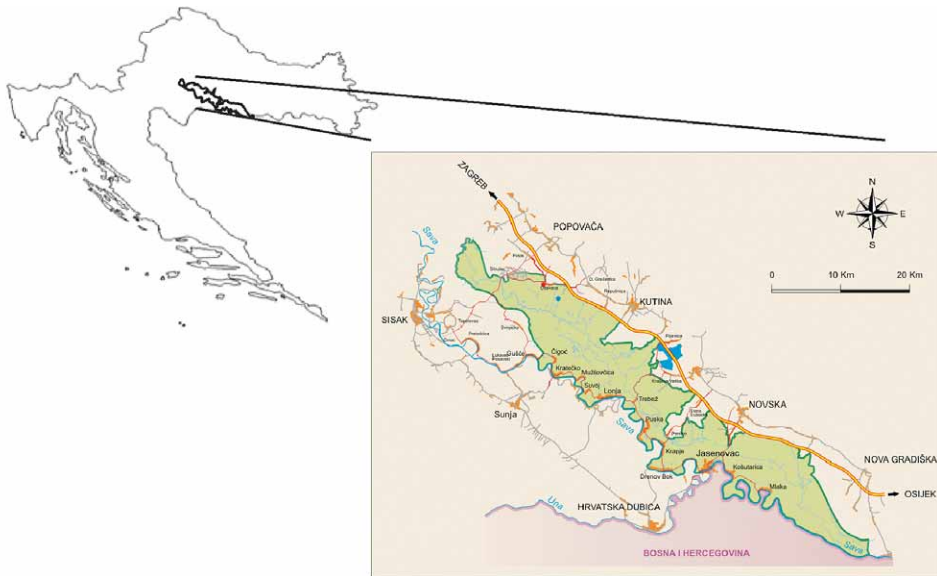 ZAGREB
POPOVAČA
N
W E
S
Sava
0 10 Km 20 Km
KUTINA
SISAK
Gušće
Čigoć
Kratečko
Mužilovčica
Suvoj
Lonja
Trebež
Sunja
Sava
Puska
NOVSKA
Krapje
Jasenovac
Drenov Bok
Košutarica
Mlaka
NOVA GRADIŠKA
OSIJEK
Una
HRVATSKA DUBICA
Sava
BOSNA I HERCEGOVINA